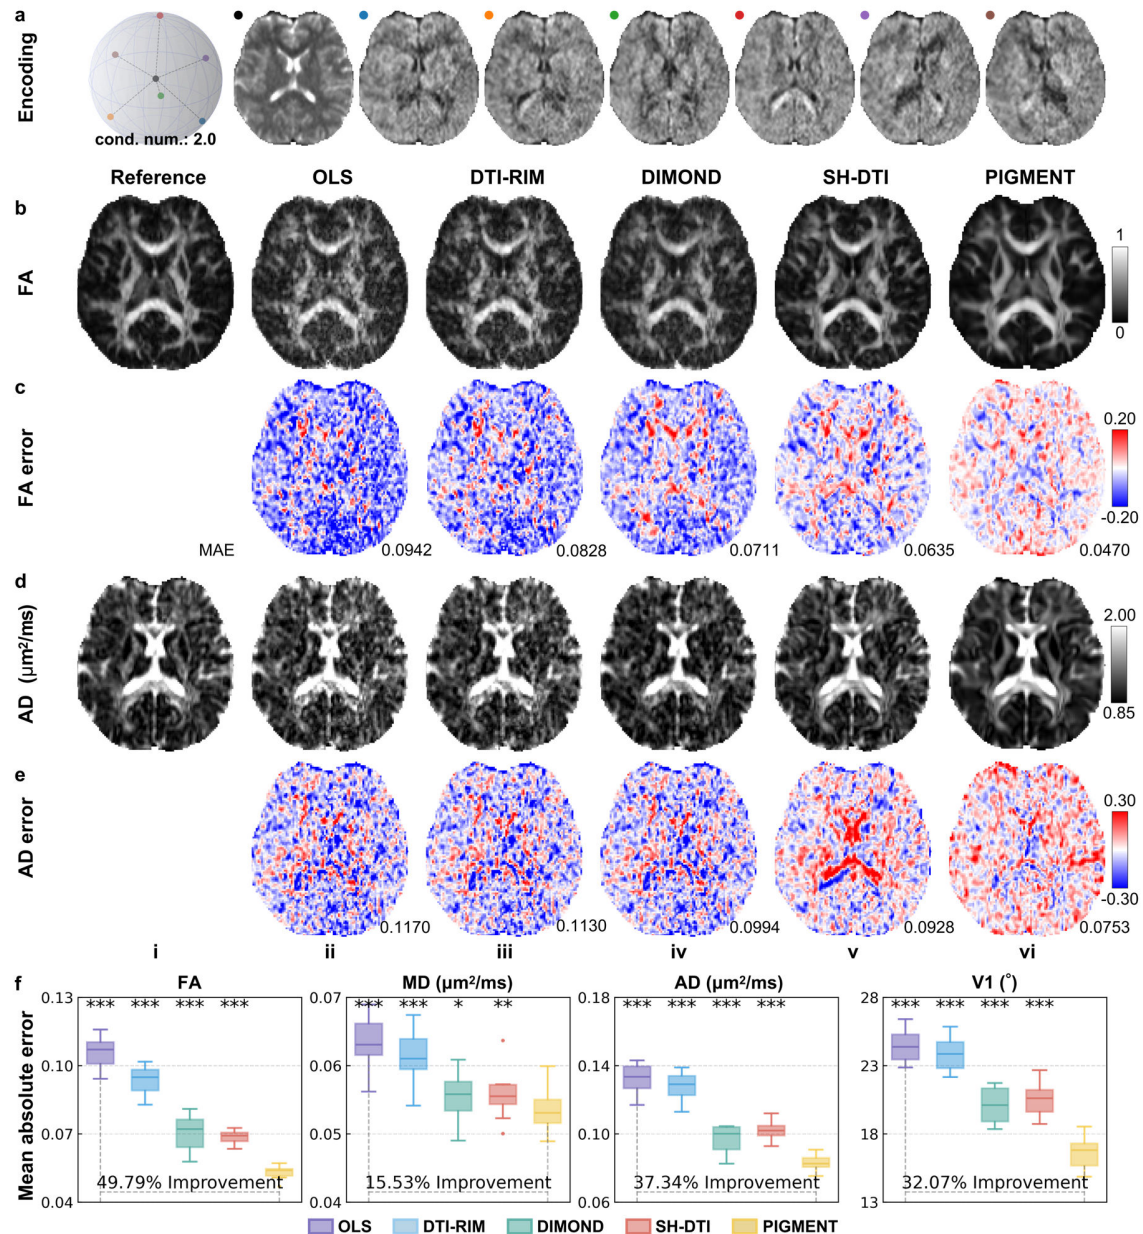 a
Encoding
cond. num.: 2.0
Reference OLS DTI-RIM DIMOND SH-DTI PIGMENT
b
FA
1
0
c
FA error
0.20
-0.20
MAE 0.0942 0.0828 0.0711 0.0635 0.0470
d
AD (μm²/ms)
2.00
0.85
e
AD error
0.30
-0.30
0.1170 0.1130 0.0994 0.0928 0.0753
i ii iii iv v vi
f
Mean absolute error
FA
0.13
0.10
0.07
0.04
*** *** *** ***
49.79% Improvement
MD (μm²/ms)
0.07
0.06
0.05
0.04
*** *** * **
15.53% Improvement
AD (μm²/ms)
0.18
0.14
0.10
0.06
*** *** *** ***
37.34% Improvement
V1 (°)
28
23
18
13
*** *** *** ***
32.07% Improvement
OLS DTI-RIM DIMOND SH-DTI PIGMENT